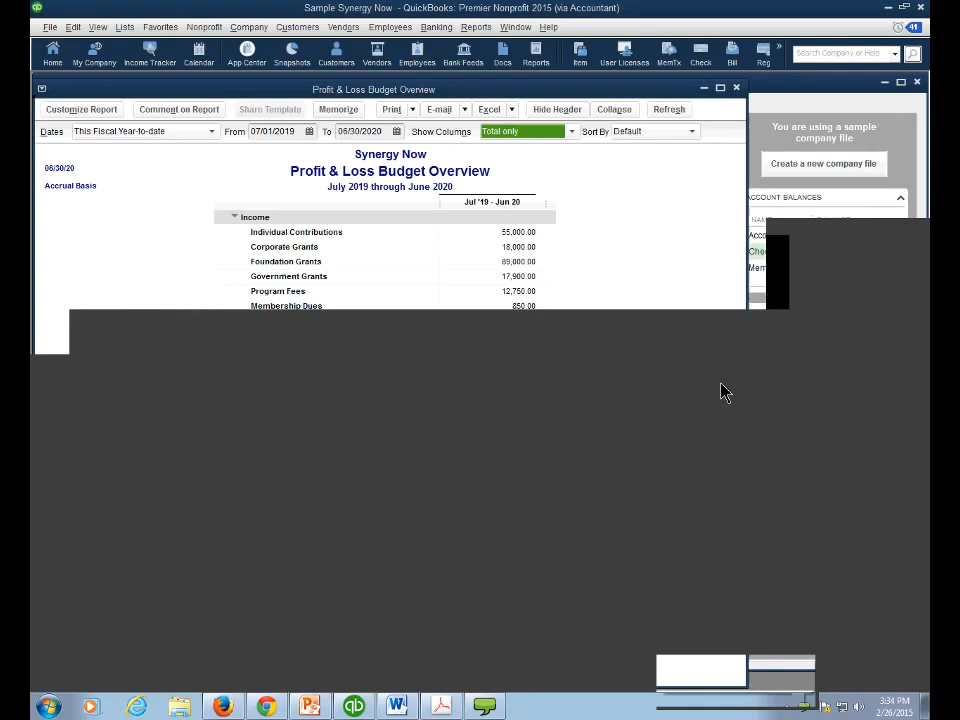 Sample Synergy Now - QuickBooks: Premier Nonprofit 2015 (via Accountant)
File Edit View Lists Favorites Nonprofit Company Customers Vendors Employees Banking Reports Window Help 41
Home My Company Income Tracker Calendar App Center Snapshots Customers Vendors Employees Bank Feeds Docs Reports Item User Licenses MemTx Check Bill Reg » Search Company or Help
Profit & Loss Budget Overview
Customize Report Comment on Report Share Template Memorize Print E-mail Excel Hide Header Collapse Refresh
Dates This Fiscal Year-to-date From 07/01/2019 To 06/30/2020 Show Columns Total only Sort By Default
You are using a sample
company file
Create a new company file
ACCOUNT BALANCES
Synergy Now
06/30/20
Profit & Loss Budget Overview
Accrual Basis
July 2019 through June 2020
Jul '19 - Jun 20
Income
Individual Contributions 55,000.00
Corporate Grants 18,000.00
Foundation Grants 89,000.00
Government Grants 17,900.00
Program Fees 12,750.00
Membership Dues 850.00
3:34 PM
2/26/2015